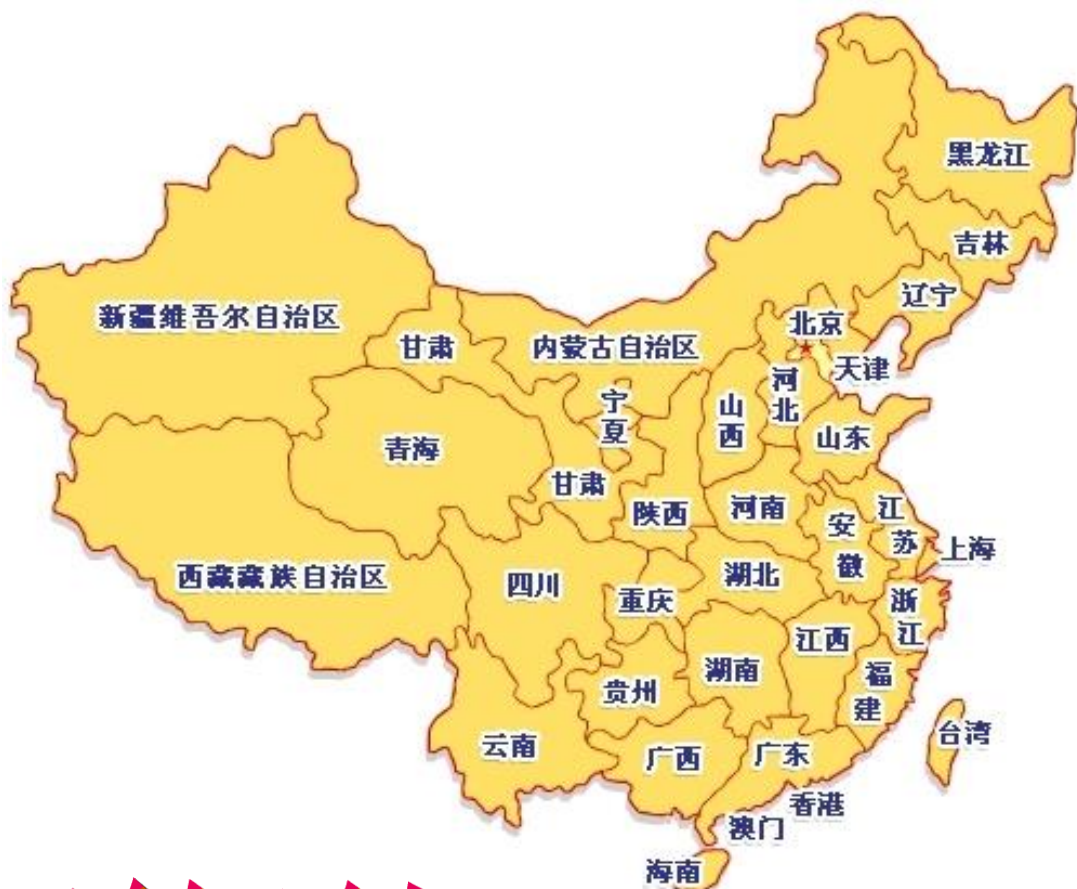 黑龙江
吉林
辽宁
新疆维吾尔自治区
甘肃
内蒙古自治区
北京
天津
河北
山西
宁夏
山东
青海
甘肃
陕西
河南
安徽
江苏
上海
西藏藏族自治区
四川
重庆
湖北
浙江
江西
湖南
福建
贵州
云南
广西
广东
台湾
香港
澳门
海南